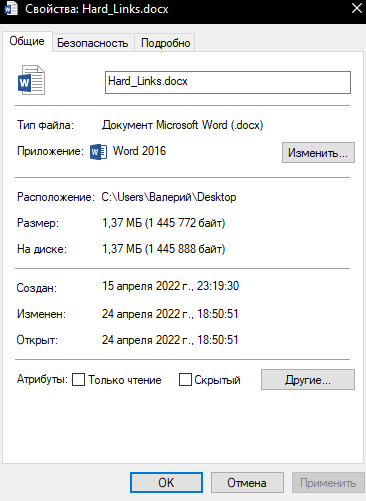 Свойства: Hard_Links.docx
Общие Безопасность Подробно
Hard_Links.docx
Тип файла: Документ Microsoft Word (.docx)
Приложение: Word 2016 Изменить...
Расположение: C:\Users\Валерий\Desktop
Размер: 1,37 МБ (1 445 772 байт)
На диске: 1,37 МБ (1 445 888 байт)
Создан: 15 апреля 2022 г., 23:19:30
Изменен: 24 апреля 2022 г., 18:50:51
Открыт: 24 апреля 2022 г., 18:50:51
Атрибуты: Только чтение Скрытый Другие...
OK Отмена Применить